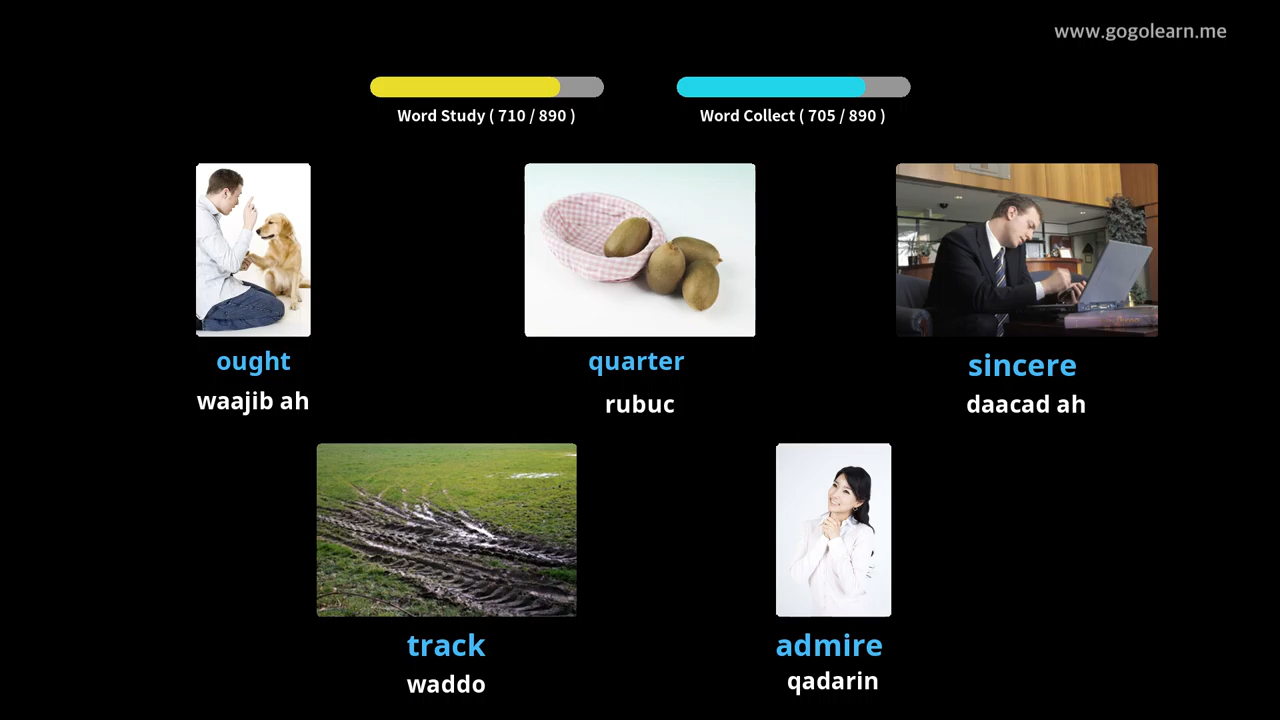 www.gogolearn.me
Word Study ( 710 / 890 )
Word Collect ( 705 / 890 )
ought
waajib ah
quarter
rubuc
sincere
daacad ah
track
waddo
admire
qadarin